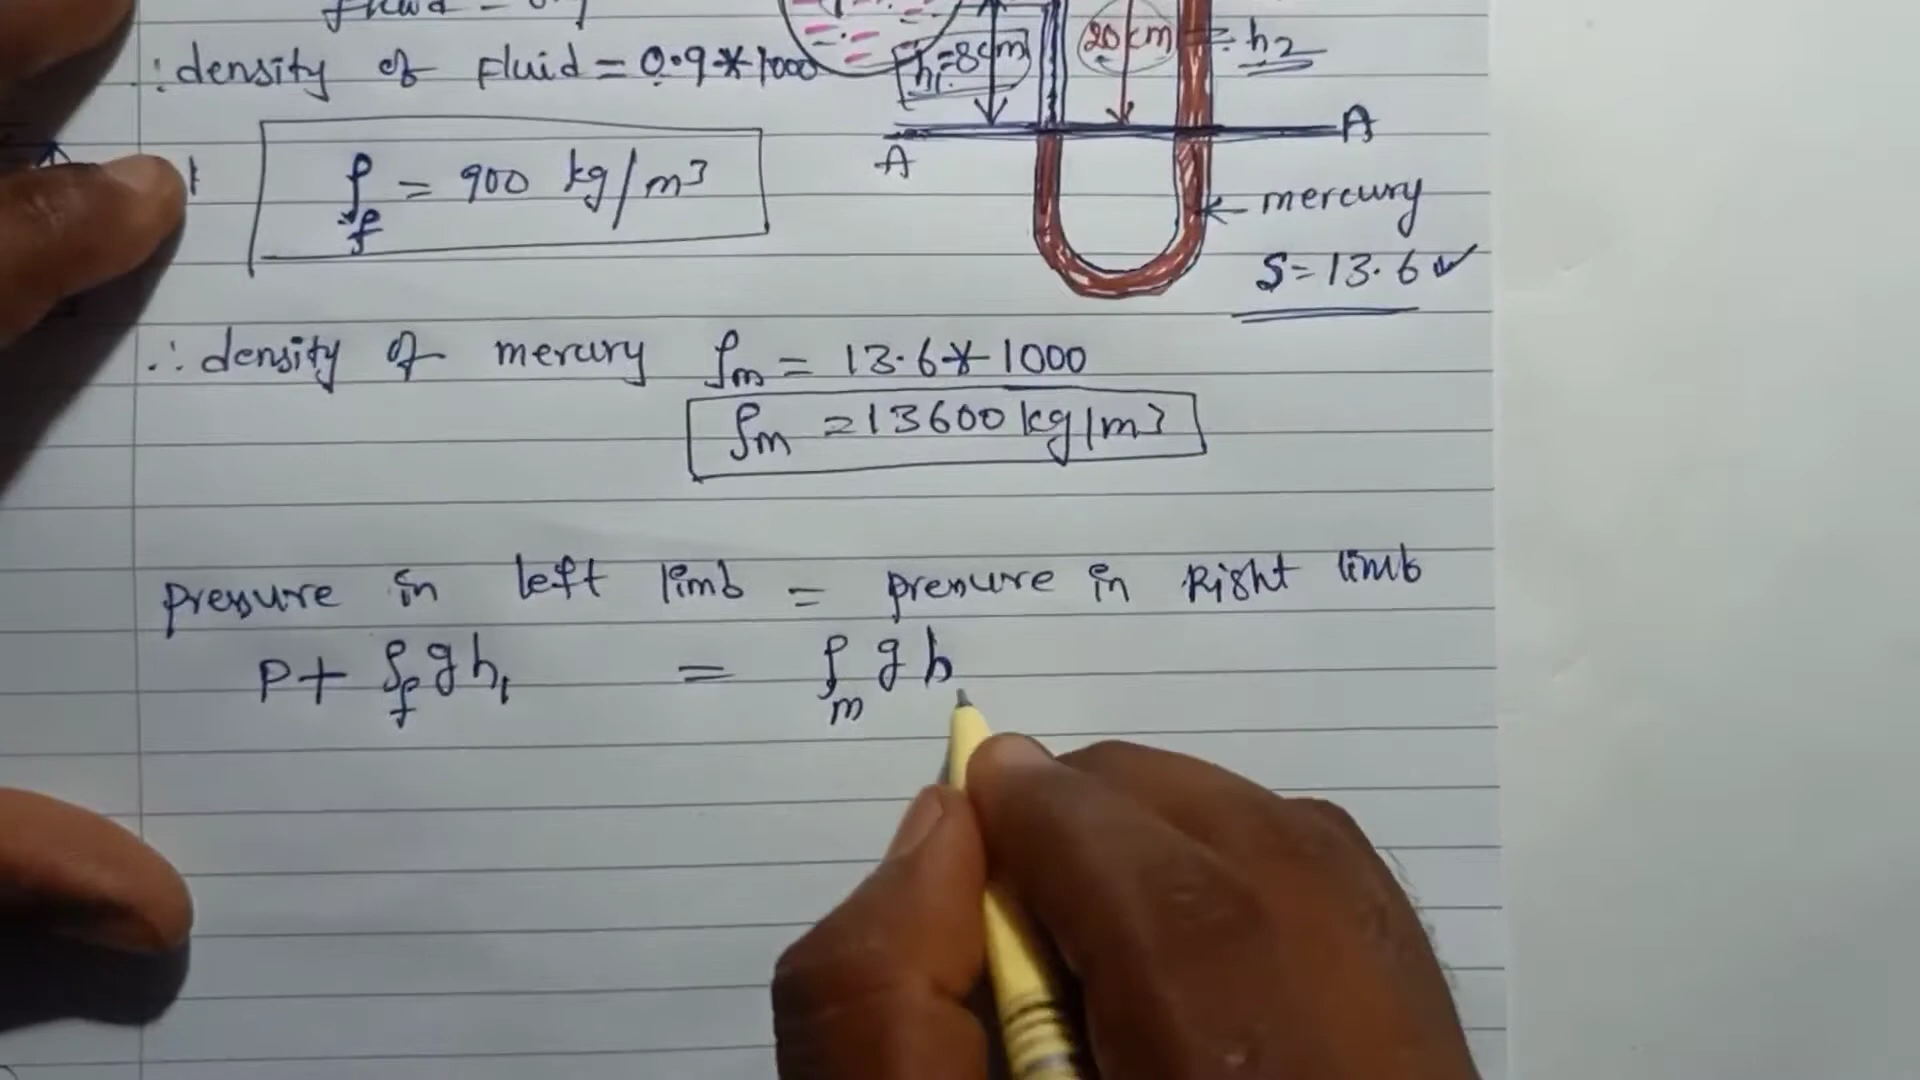 ∴ density of fluid = 0.9*1000
ρf = 900 kg/m3
h1=8cm
20 cm
= h2
A
A
mercury
S=13.6 ✓
∴ density of mercury ρm = 13.6*1000
ρm = 13600 kg/m3
pressure in left limb = pressure in Right limb
P+ ρf g h1 = ρm g h